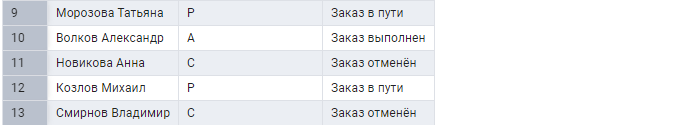 9 Морозова Татьяна P Заказ в пути
10 Волков Александр A Заказ выполнен
11 Новикова Анна C Заказ отменён
12 Козлов Михаил P Заказ в пути
13 Смирнов Владимир C Заказ отменён